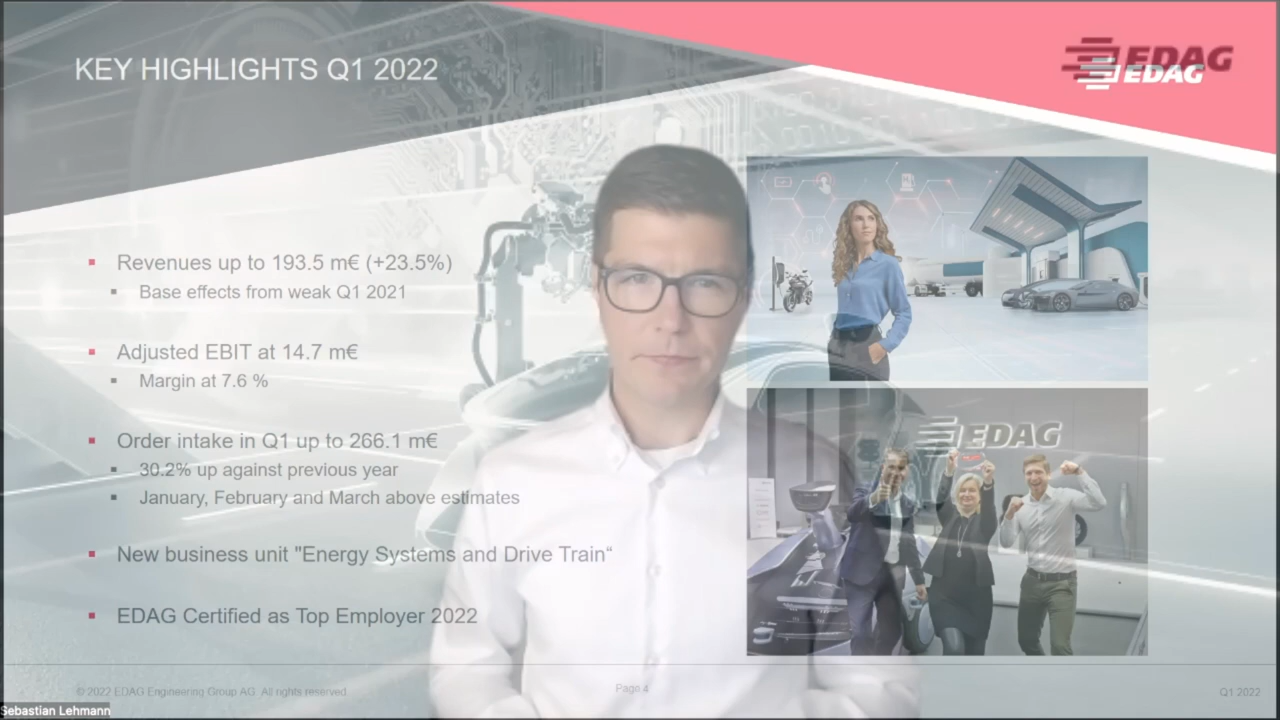 KEY HIGHLIGHTS Q1 2022
EDAG
EDAG
▪ Revenues up to 193.5 m€ (+23.5%)
▪ Base effects from weak Q1 2021
▪ Adjusted EBIT at 14.7 m€
▪ Margin at 7.6 %
▪ Order intake in Q1 up to 266.1 m€
▪ 30.2% up against previous year
▪ January, February and March above estimates
▪ New business unit "Energy Systems and Drive Train“
▪ EDAG Certified as Top Employer 2022
EDAG
© 2022 EDAG Engineering Group AG. All rights reserved.
Page 4
Q1 2022
Sebastian Lehmann